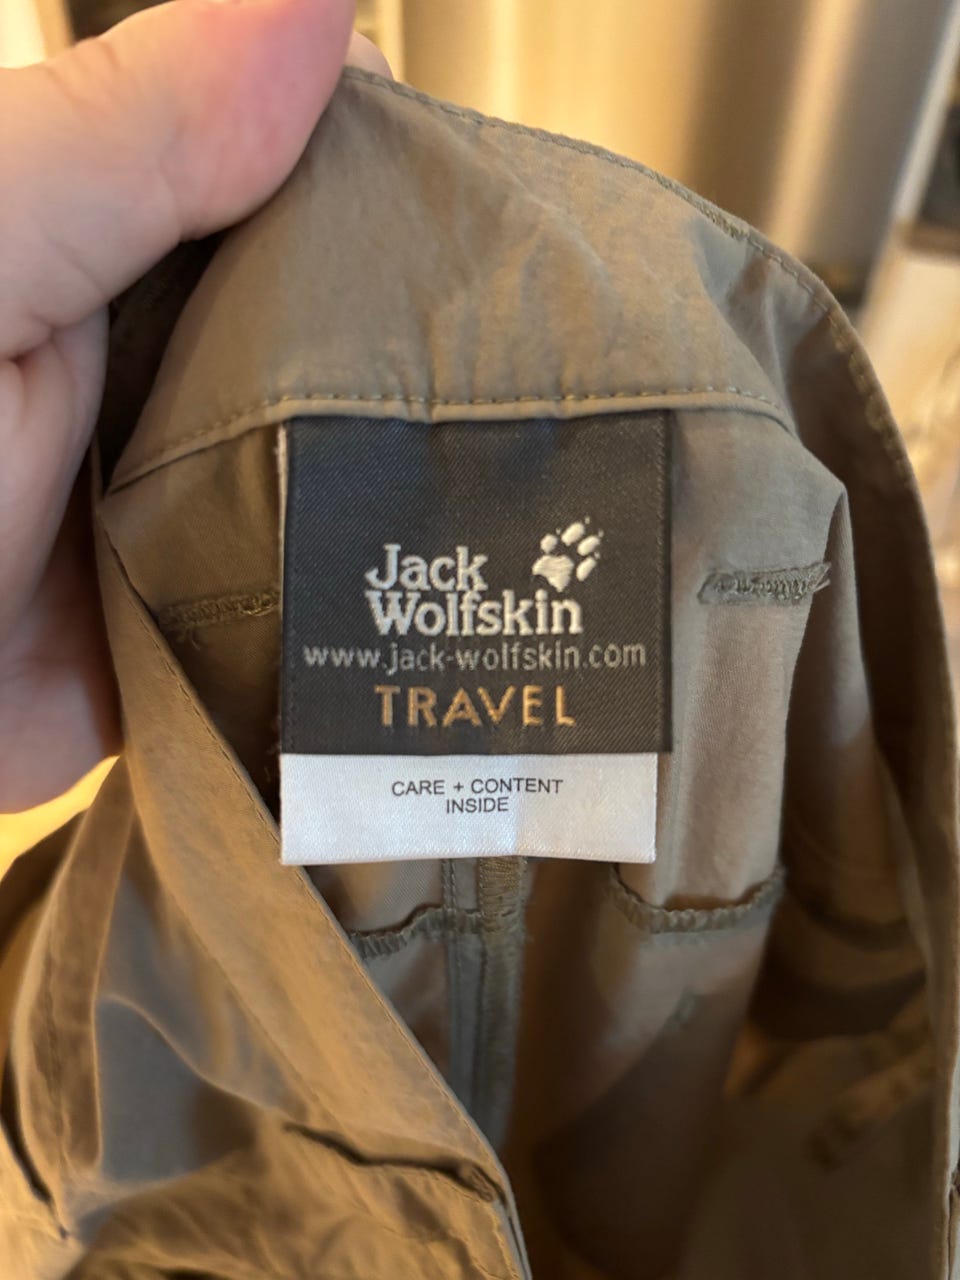 Jack
Wolfskin
www.jack-wolfskin.com
TRAVEL
CARE + CONTENT
INSIDE